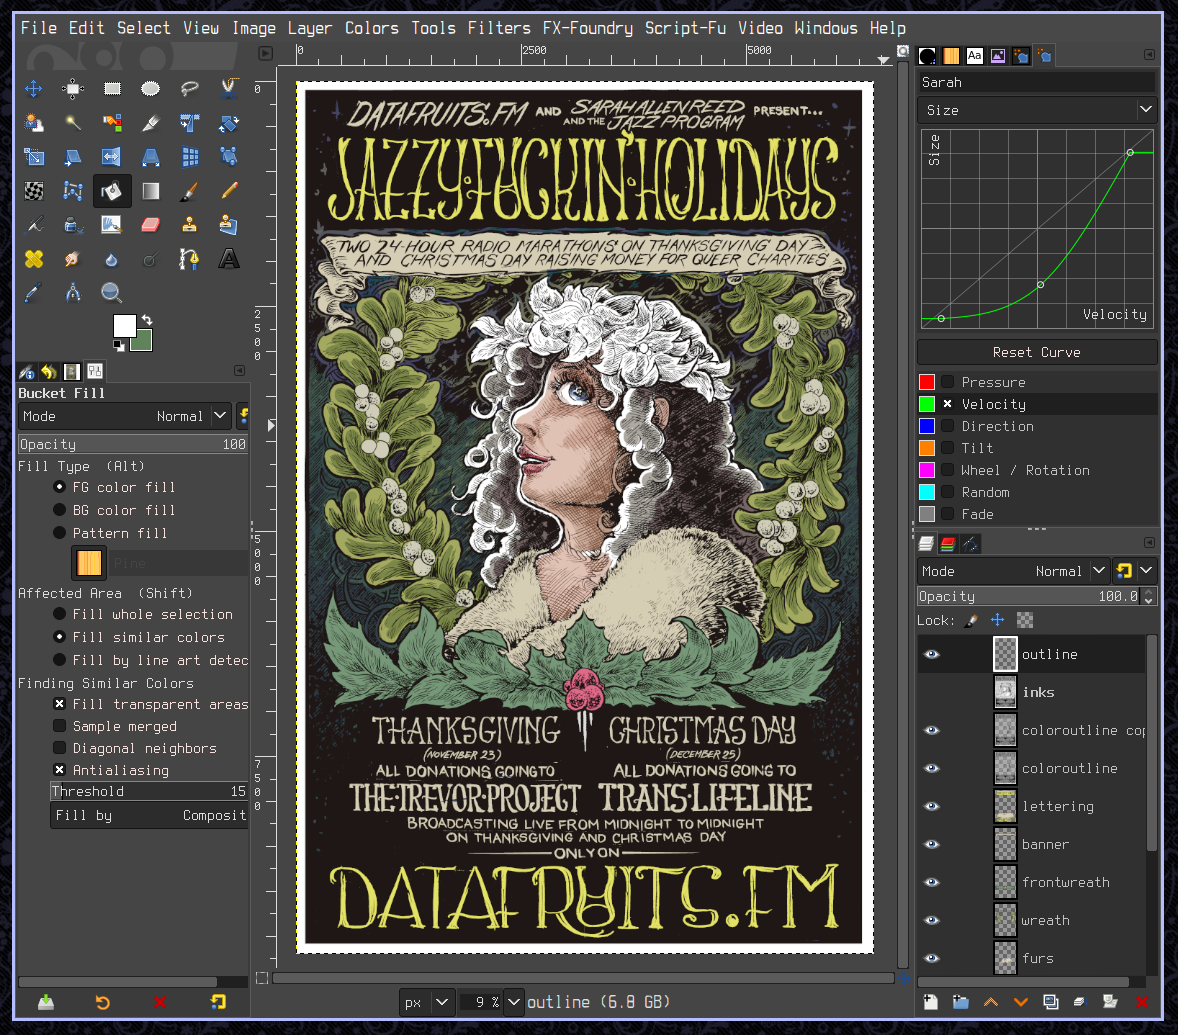 File Edit Select View Image Layer Colors Tools Filters FX-Foundry Script-Fu Video Windows Help
0 2500 5000
0
2500
5000
7500
Bucket Fill
Mode Normal
Opacity 100
Fill Type (Alt)
FG color fill
BG color fill
Pattern fill
Pine
Affected Area (Shift)
Fill whole selection
Fill similar colors
Fill by line art detec
Finding Similar Colors
Fill transparent areas
Sample merged
Diagonal neighbors
Antialiasing
Threshold 15
Fill by Composit
DATAFRUITS.FM AND SARAH ALLEN REED PRESENT...
AND THE JAZZ PROGRAM
JAZZY FUCKIN' HOLIDAYS
TWO 24-HOUR RADIO MARATHONS ON THANKSGIVING DAY
AND CHRISTMAS DAY RAISING MONEY FOR QUEER CHARITIES
THANKSGIVING
(NOVEMBER 23)
ALL DONATIONS GOING TO
THE·TREVOR·PROJECT
CHRISTMAS DAY
(DECEMBER 25)
ALL DONATIONS GOING TO
TRANS·LIFELINE
BROADCASTING LIVE FROM MIDNIGHT TO MIDNIGHT
ON THANKSGIVING AND CHRISTMAS DAY
ONLY ON
DATAFRUITS.FM
px 9 % outline (6.8 GB)
Aa
Sarah
Size
Size
Velocity
Reset Curve
Pressure
Velocity
Direction
Tilt
Wheel / Rotation
Random
Fade
Mode Normal
Opacity 100.0
Lock:
outline
inks
coloroutline cop
coloroutline
lettering
banner
frontwreath
wreath
furs